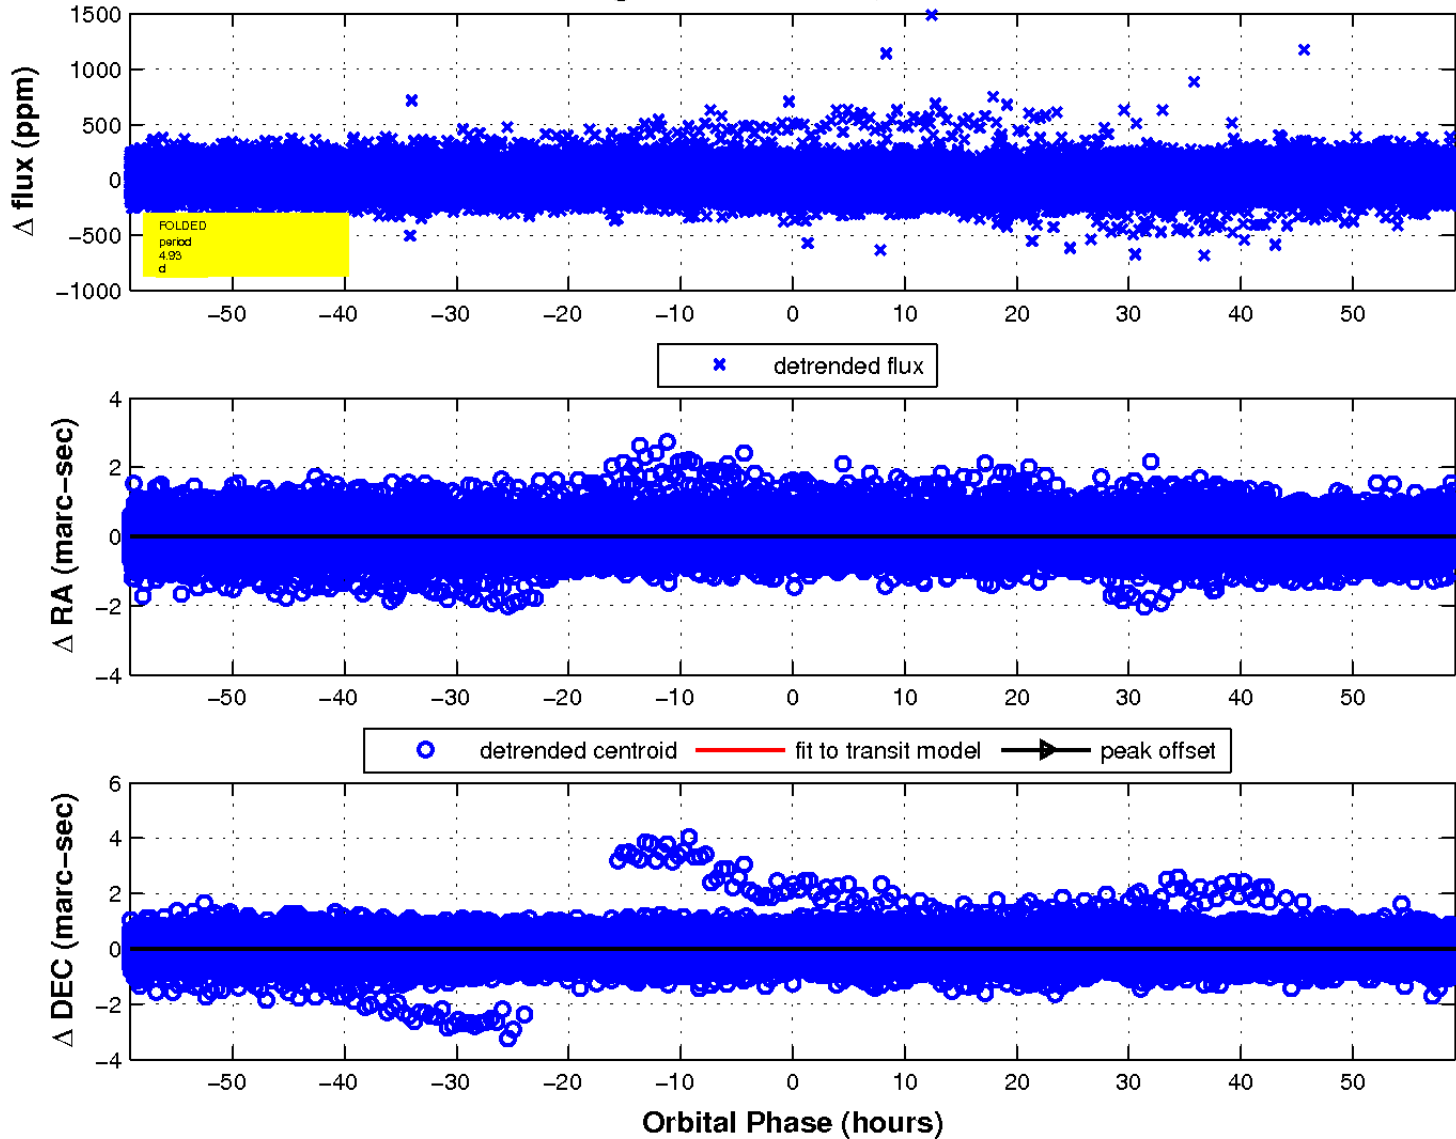 1500
1000
500
0
−500
−1000
Δ flux (ppm)
FOLDED
period
4.93
d
−50 −40 −30 −20 −10 0 10 20 30 40 50
detrended flux
4
2
0
−2
−4
Δ RA (marc−sec)
−50 −40 −30 −20 −10 0 10 20 30 40 50
detrended centroid fit to transit model peak offset
6
4
2
0
−2
−4
Δ DEC (marc−sec)
−50 −40 −30 −20 −10 0 10 20 30 40 50
Orbital Phase (hours)